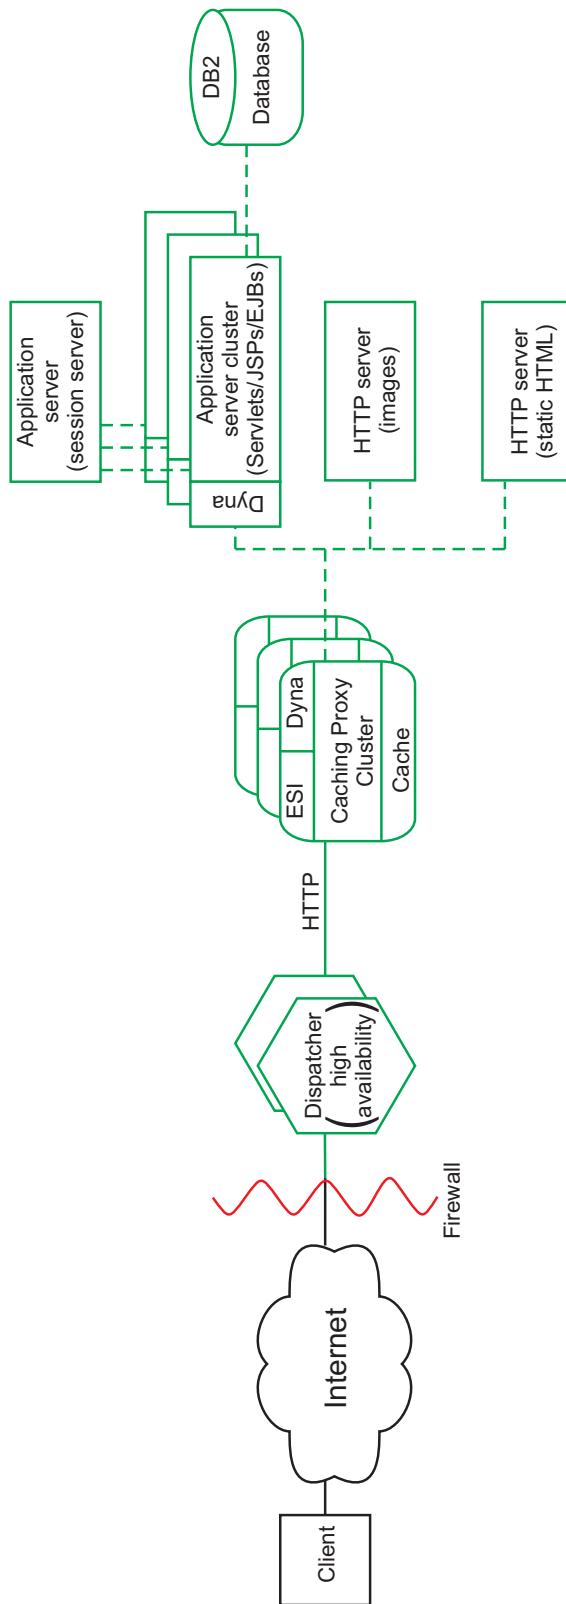 Client
Internet
Firewall
Dispatcher
(high
availability)
HTTP
ESI
Dyna
Caching Proxy
Cluster
Cache
Dyna
Application
server cluster
(Servlets/JSPs/EJBs)
Application
server
(session server)
DB2
Database
HTTP server
(images)
HTTP server
(static HTML)